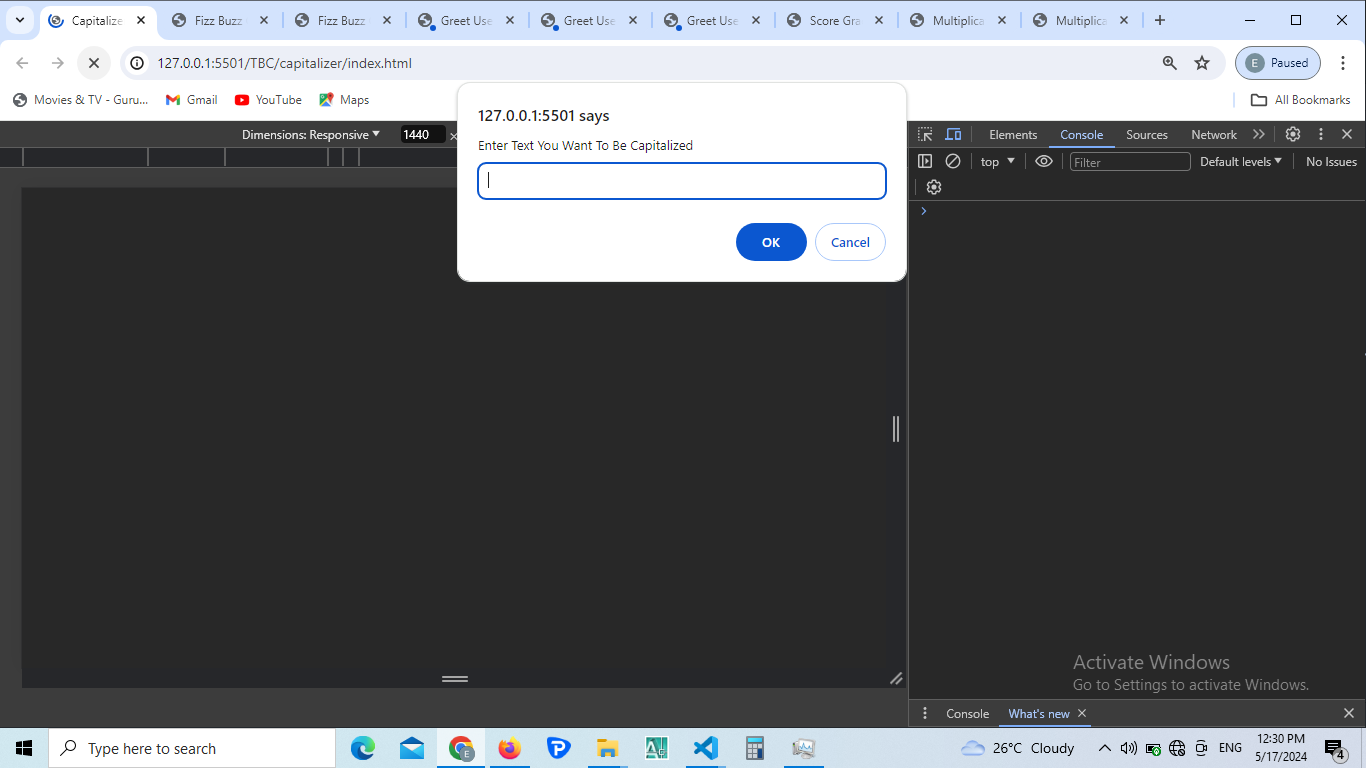 Capitalize
Fizz Buzz
Fizz Buzz
Greet Use
Greet Use
Greet Use
Score Gra
Multiplica
Multiplica
127.0.0.1:5501/TBC/capitalizer/index.html
E
Paused
Movies & TV - Guru...
Gmail
YouTube
Maps
All Bookmarks
127.0.0.1:5501 says
Enter Text You Want To Be Capitalized
OK
Cancel
Dimensions: Responsive
1440
Elements
Console
Sources
Network
top
Filter
Default levels
No Issues
Activate Windows
Go to Settings to activate Windows.
Console
What's new
Type here to search
26°C Cloudy
ENG
12:30 PM
5/17/2024
4